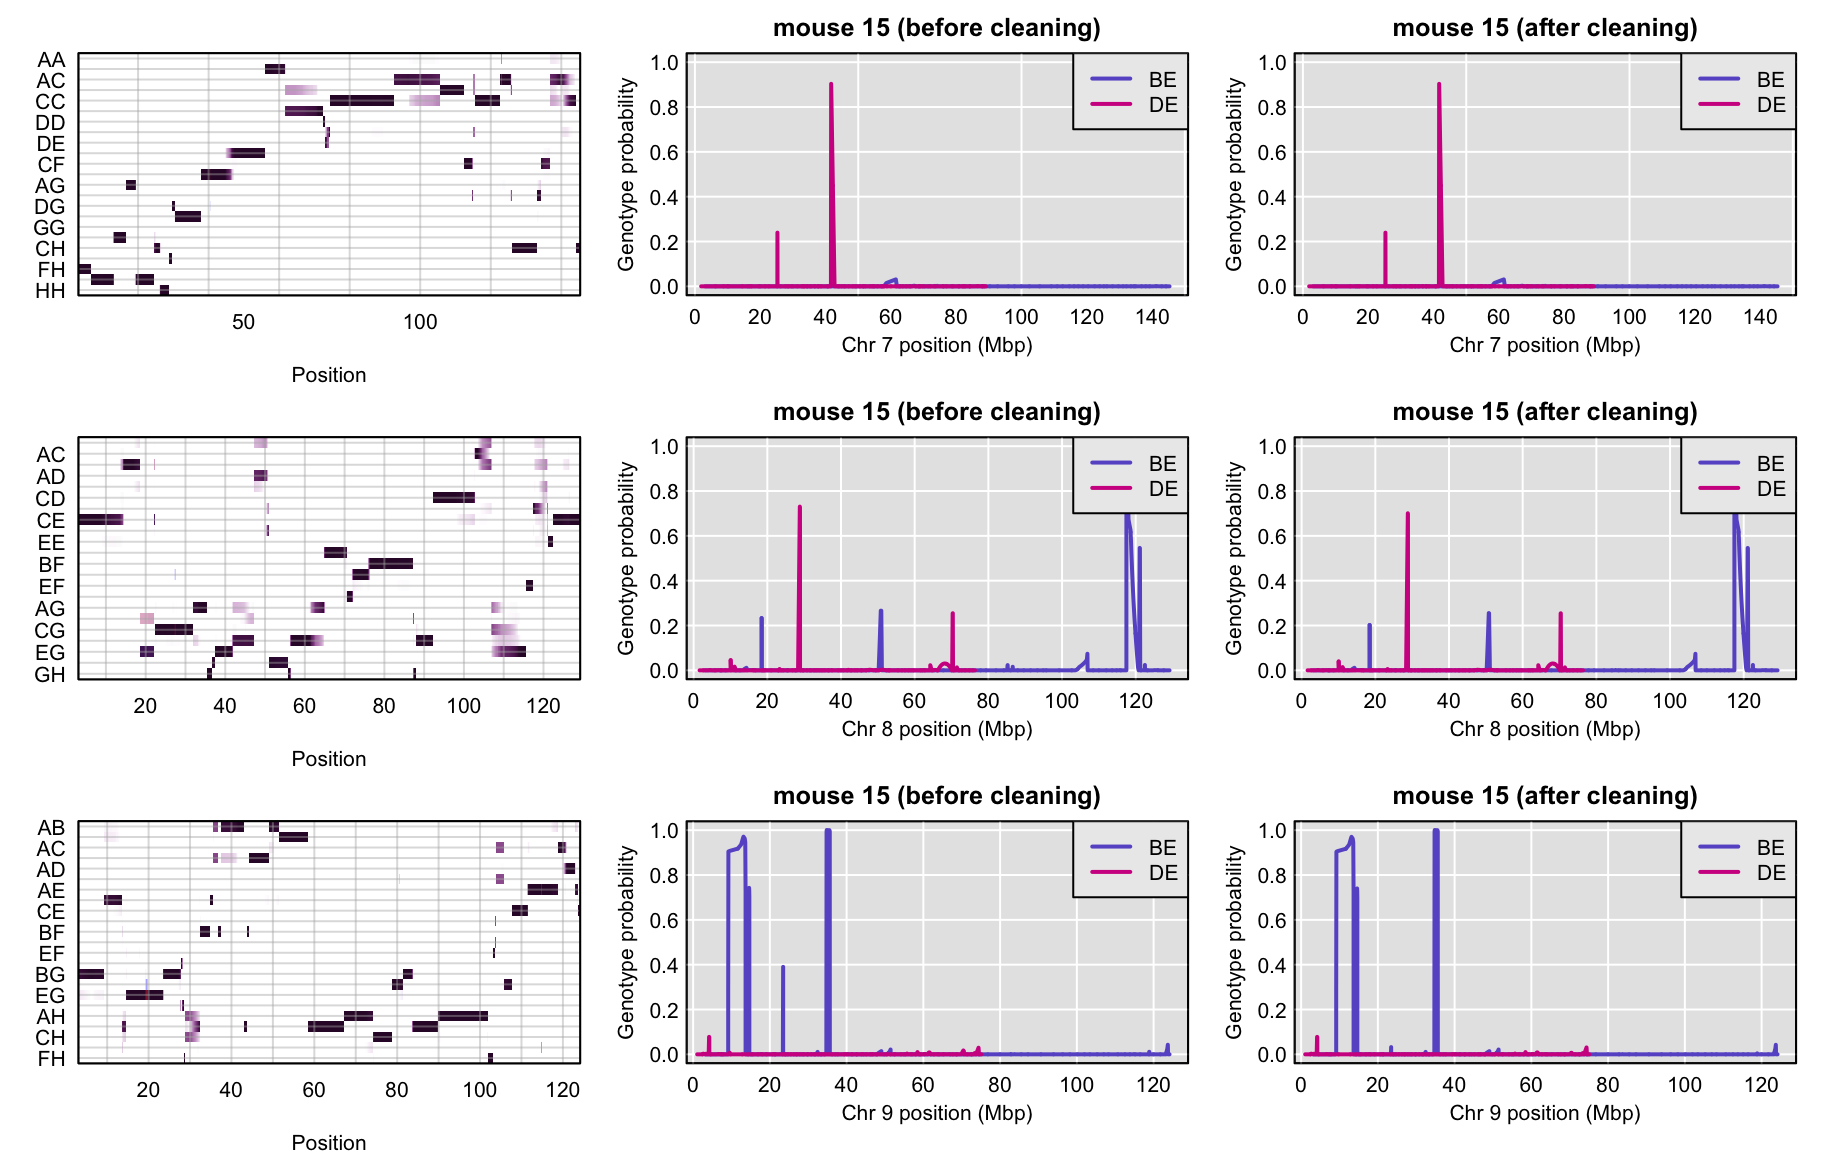 mouse 15 (before cleaning)
mouse 15 (after cleaning)
AA
AC
CC
DD
DE
CF
AG
DG
GG
CH
FH
HH
50 100
Position
Genotype probability
1.0
0.8
0.6
0.4
0.2
0.0
BE
DE
0 20 40 60 80 100 120 140
Chr 7 position (Mbp)
Genotype probability
1.0
0.8
0.6
0.4
0.2
0.0
BE
DE
0 20 40 60 80 100 120 140
Chr 7 position (Mbp)
mouse 15 (before cleaning)
mouse 15 (after cleaning)
AC
AD
CD
CE
EE
BF
EF
AG
CG
EG
GH
20 40 60 80 100 120
Position
Genotype probability
1.0
0.8
0.6
0.4
0.2
0.0
BE
DE
0 20 40 60 80 100 120
Chr 8 position (Mbp)
Genotype probability
1.0
0.8
0.6
0.4
0.2
0.0
BE
DE
0 20 40 60 80 100 120
Chr 8 position (Mbp)
mouse 15 (before cleaning)
mouse 15 (after cleaning)
AB
AC
AD
AE
CE
BF
EF
BG
EG
AH
CH
FH
20 40 60 80 100 120
Position
Genotype probability
1.0
0.8
0.6
0.4
0.2
0.0
BE
DE
0 20 40 60 80 100 120
Chr 9 position (Mbp)
Genotype probability
1.0
0.8
0.6
0.4
0.2
0.0
BE
DE
0 20 40 60 80 100 120
Chr 9 position (Mbp)